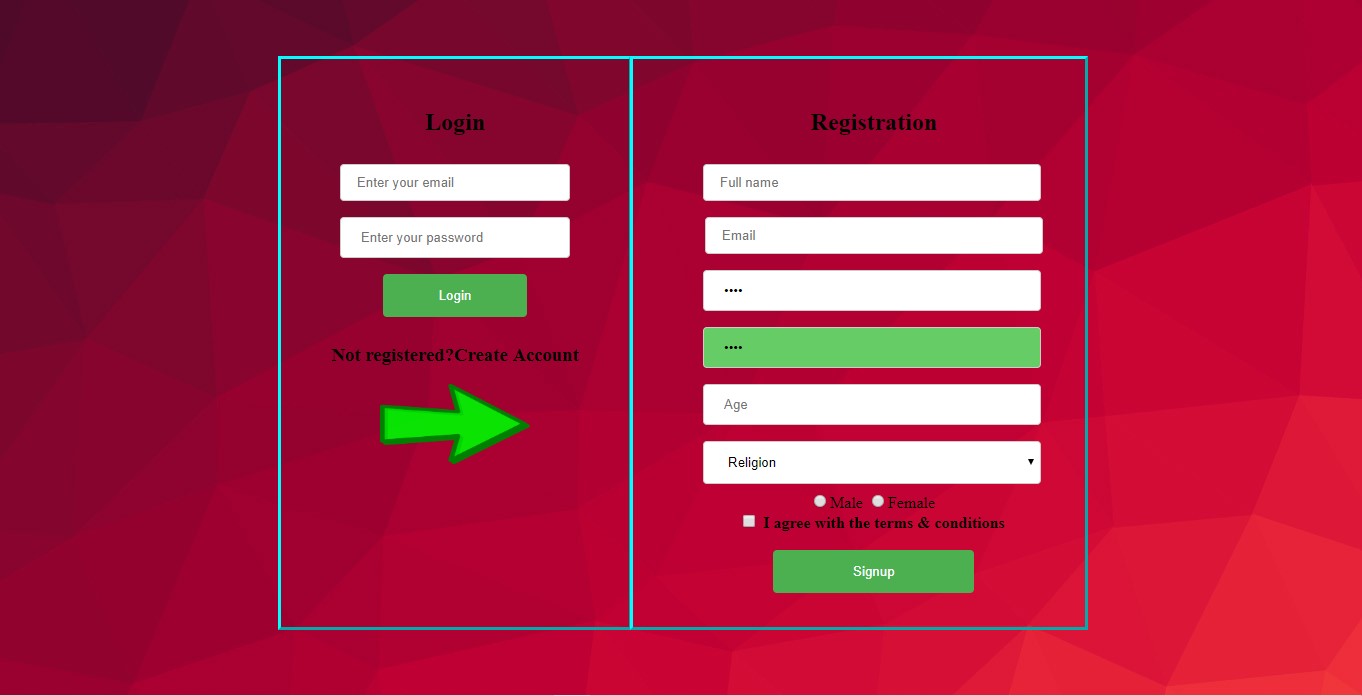 Login
Enter your email
Enter your password
Login
Not registered?Create Account
Registration
Full name
Email
••••
••••
Age
Religion
Male Female
I agree with the terms & conditions
Signup